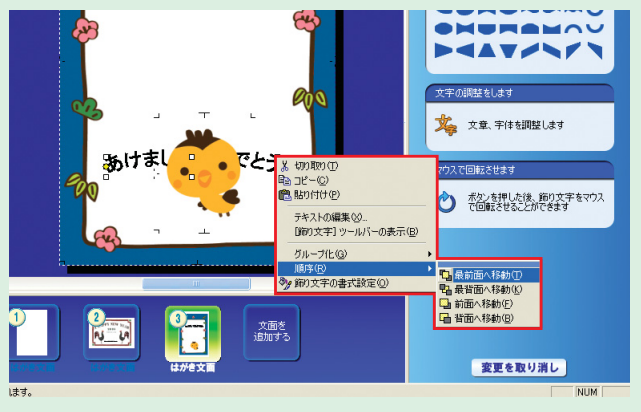 文字の調整をします
文字
文章、字体を調整します
マウスで回転させます
ボタンを押した後、飾り文字をマウス
で回転させることができます
あけまし
でとう
切り取り(T)
コピー(C)
貼り付け(P)
テキストの編集(X)...
[飾り文字] ツールバーの表示(B)
グループ化(G)
順序(R)
飾り文字の書式設定(O)
最前面へ移動(T)
最背面へ移動(K)
前面へ移動(F)
背面へ移動(B)
1
2
3
はがき文面
文面を
追加する
変更を取り消し
ます。
NUM